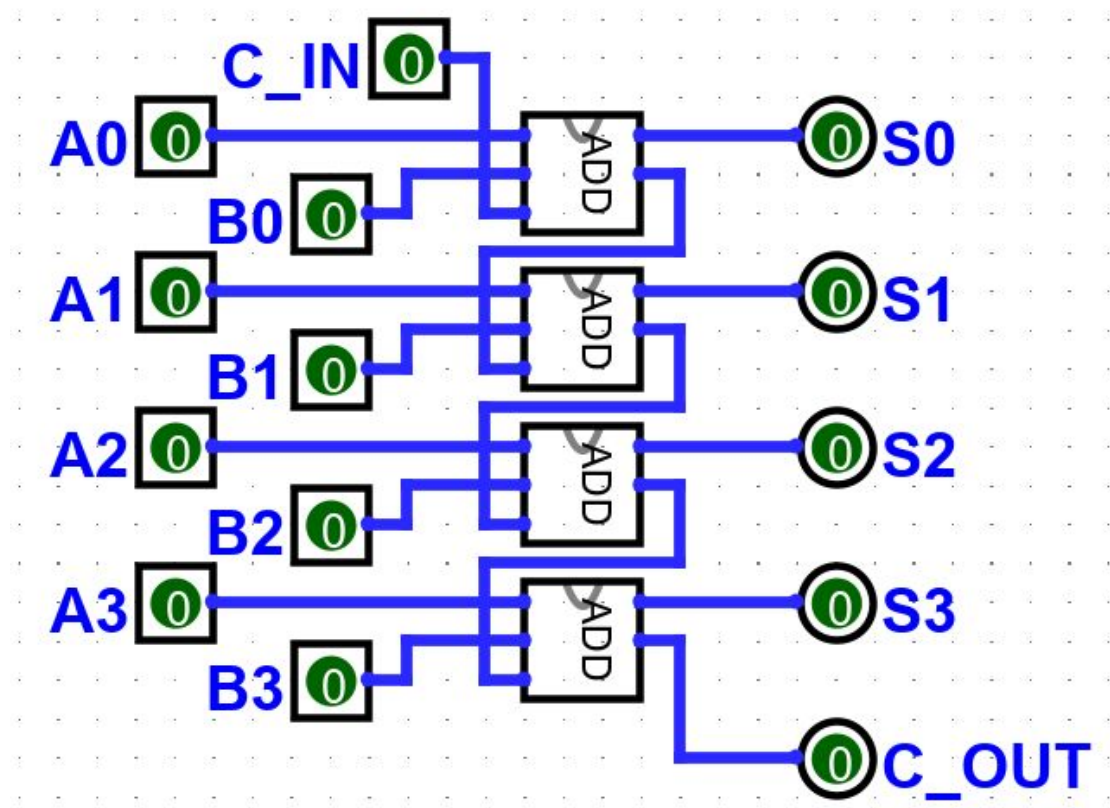 C_IN 0
A0 0
ADD
0 S0
B0 0
A1 0
ADD
0 S1
B1 0
A2 0
ADD
0 S2
B2 0
A3 0
ADD
0 S3
B3 0
0 C_OUT